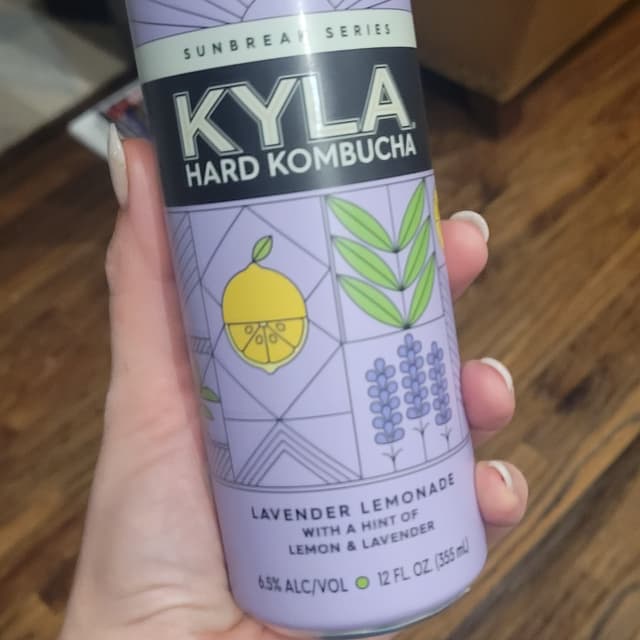 SUNBREAK SERIES
KYLA
HARD KOMBUCHA
LAVENDER LEMONADE
WITH A HINT OF
LEMON & LAVENDER
6.5% ALC/VOL 12 FL. OZ. (355 mL)